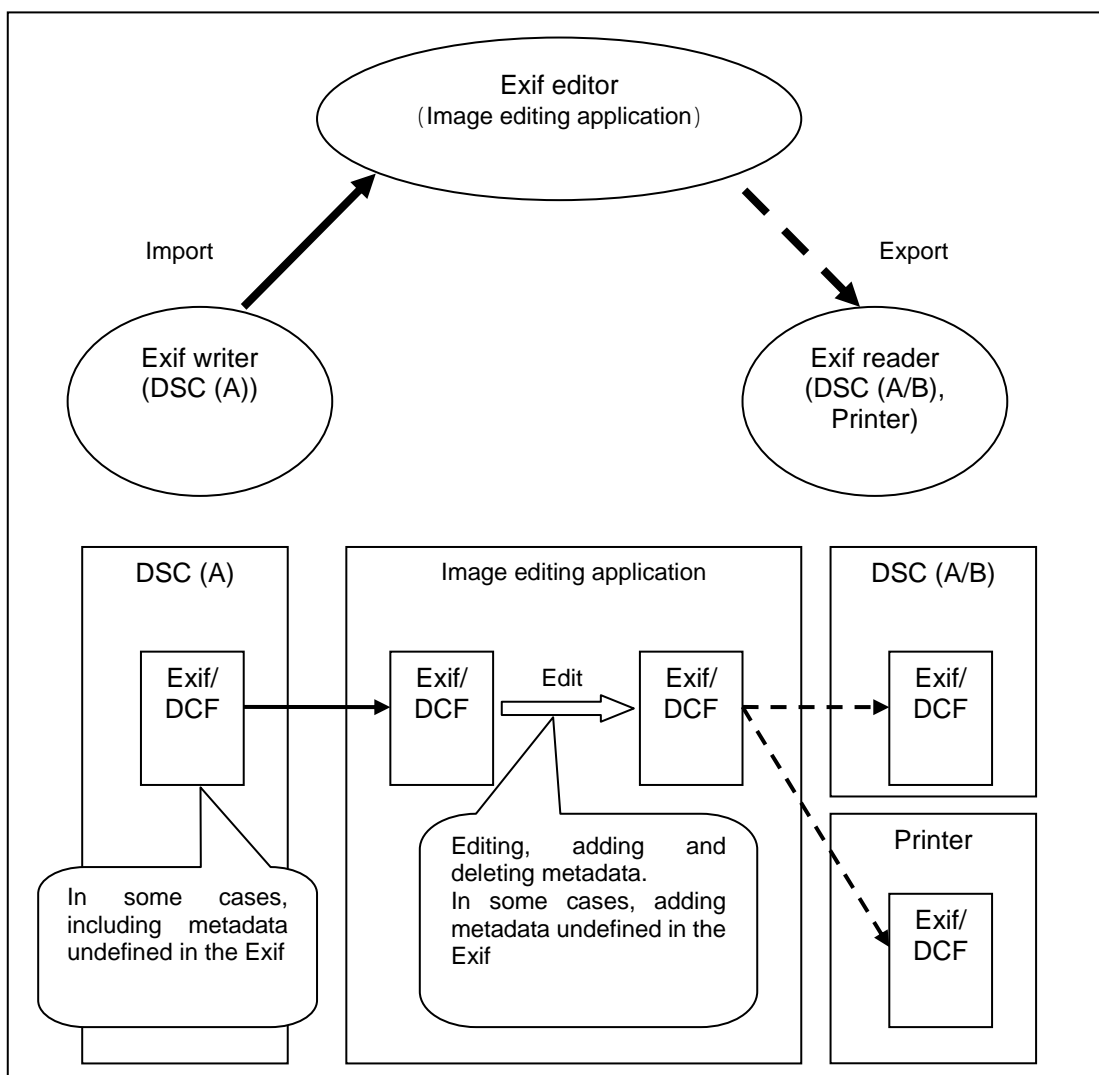 Exif editor
(Image editing application)
Import
Export
Exif writer
(DSC (A))
Exif reader
(DSC (A/B),
Printer)
DSC (A)
Image editing application
DSC (A/B)
Exif/
DCF
Exif/
DCF
Edit
Exif/
DCF
Exif/
DCF
In some cases,
including metadata
undefined in the Exif
Editing, adding and
deleting metadata.
In some cases, adding
metadata undefined in the
Exif
Printer
Exif/
DCF